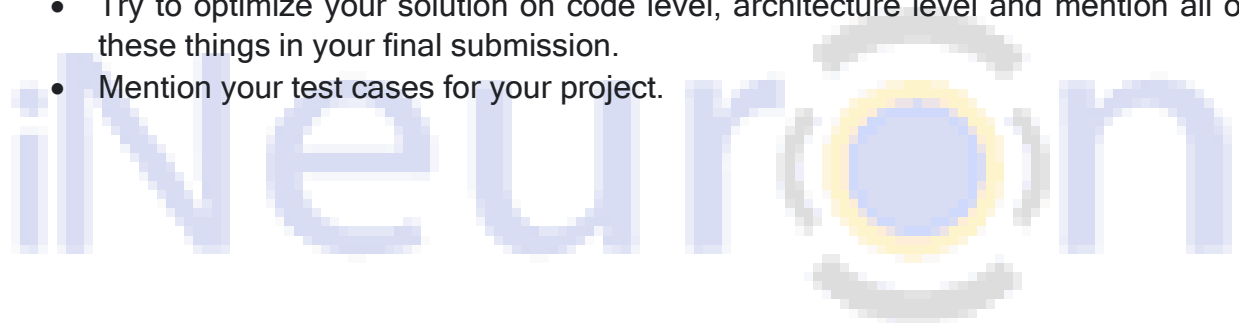 • Try to optimize your solution on code level, architecture level and mention all o
these things in your final submission.
• Mention your test cases for your project.
iNeuron